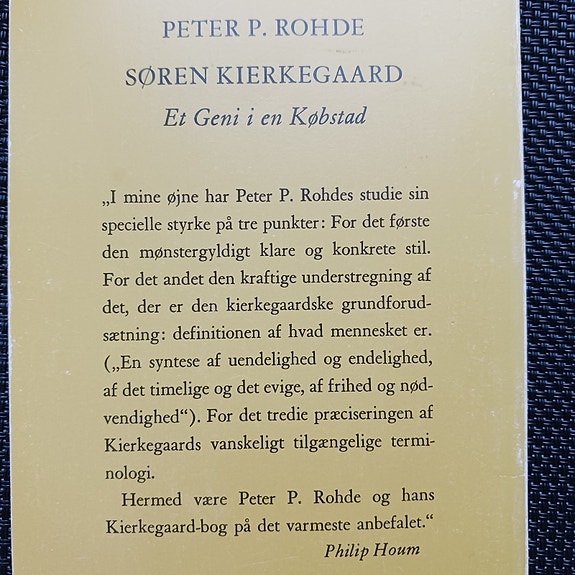 PETER P. ROHDE
SØREN KIERKEGAARD
Et Geni i en Købstad
„I mine øjne har Peter P. Rohdes studie sin
specielle styrke på tre punkter: For det første
den mønstergyldigt klare og konkrete stil.
For det andet den kraftige understregning af
det, der er den kierkegaardske grundforud-
sætning: definitionen af hvad mennesket er.
(„En syntese af uendelighed og endelighed,
af det timelige og det evige, af frihed og nød-
vendighed“). For det tredie præciseringen af
Kierkegaards vanskeligt tilgængelige termi-
nologi.
Hermed være Peter P. Rohde og hans
Kierkegaard-bog på det varmeste anbefalet.“
Philip Houm